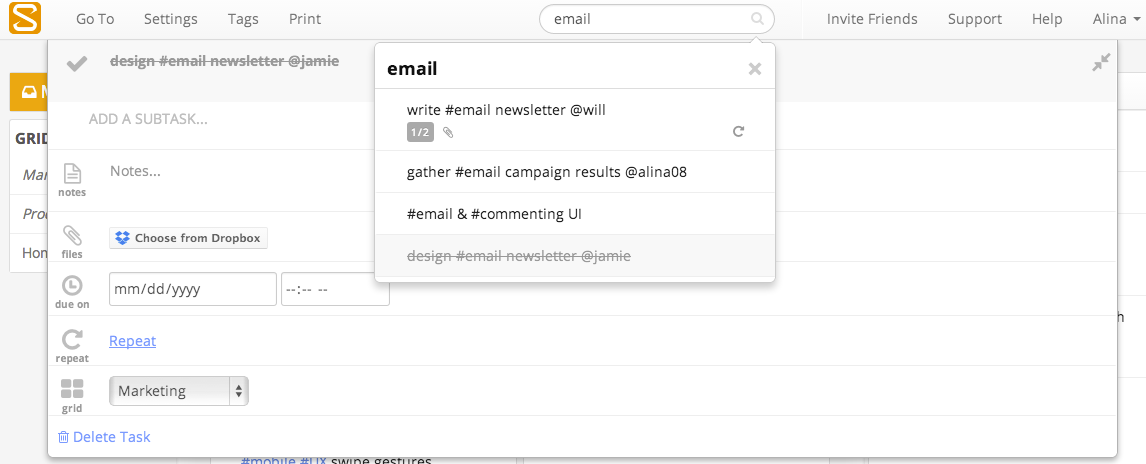 S
Go To
Settings
Tags
Print
email
Invite Friends
Support
Help
Alina
design #email newsletter @jamie
email
write #email newsletter @will
1/2
gather #email campaign results @alina08
#email & #commenting UI
design #email newsletter @jamie
ADD A SUBTASK...
GRID
notes
Notes...
files
Choose from Dropbox
due on
mm/dd/yyyy
--:-- --
repeat
Repeat
grid
Marketing
Delete Task
#mobile #UX swipe gestures